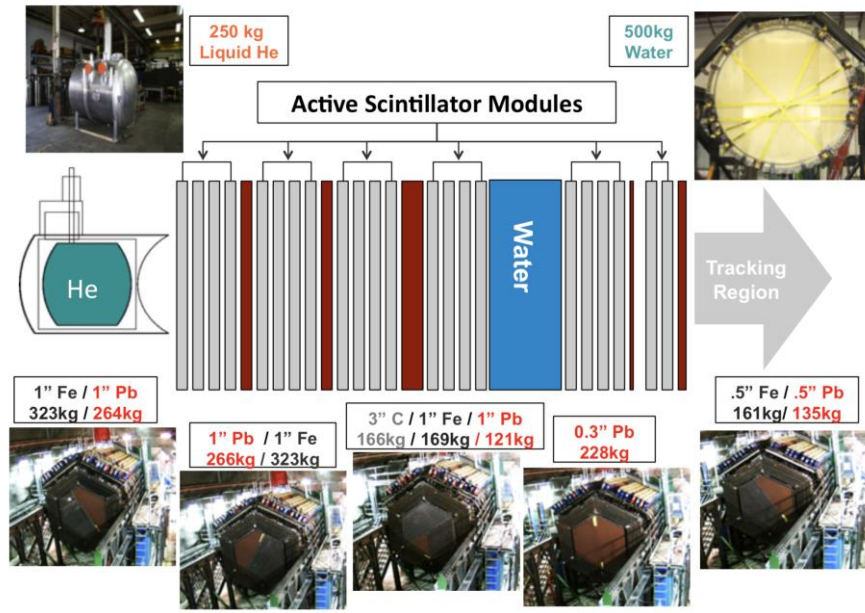 250 kg
Liquid He
500kg
Water
Active Scintillator Modules
He
Water
Tracking
Region
1” Fe / 1” Pb
323kg / 264kg
1” Pb / 1” Fe
266kg / 323kg
3” C / 1” Fe / 1” Pb
166kg / 169kg / 121kg
0.3” Pb
228kg
.5” Fe / .5” Pb
161kg/ 135kg